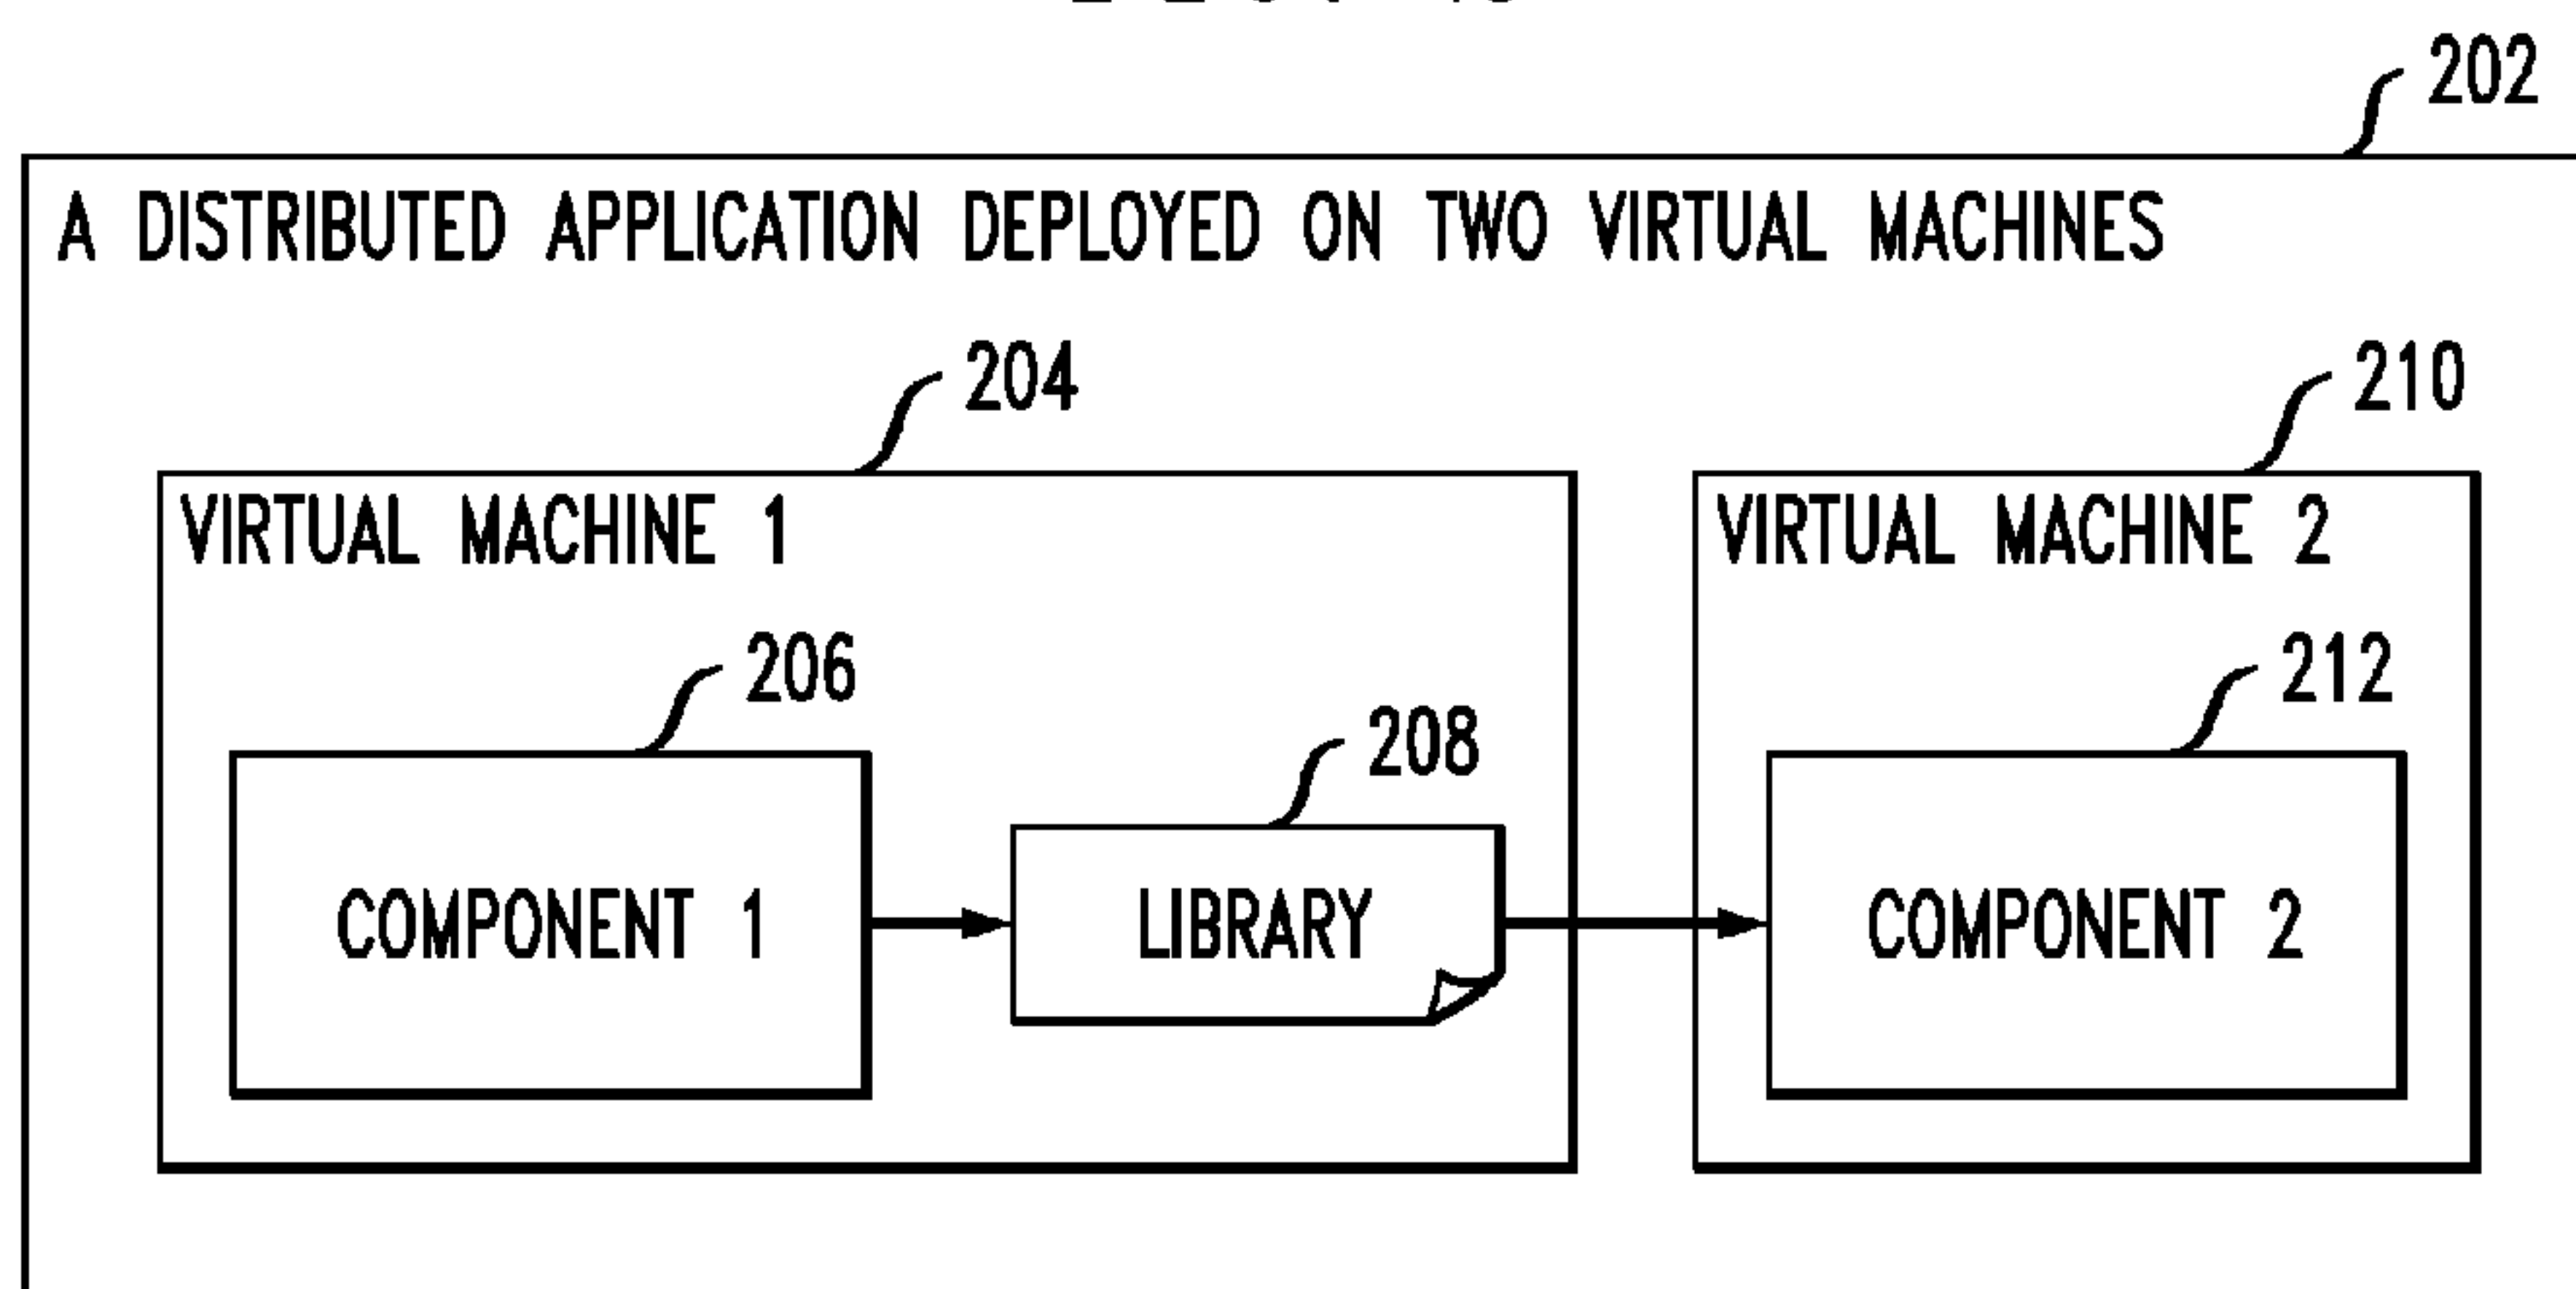 202
A DISTRIBUTED APPLICATION DEPLOYED ON TWO VIRTUAL MACHINES
204
210
VIRTUAL MACHINE 1
VIRTUAL MACHINE 2
206
212
208
COMPONENT 1
LIBRARY
COMPONENT 2